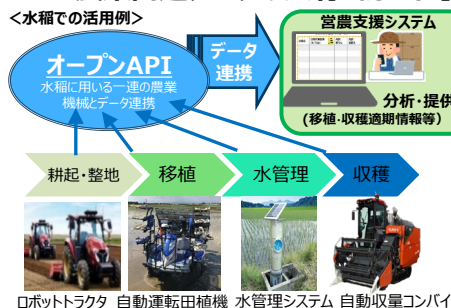 <水稲での活用例>
オープンAPI
水稲に用いる一連の農業
機械とデータ連携
データ
連携
営農支援システム
分析・提供
(移植・収穫適期情報等)
耕起・整地
移植
水管理
収穫
ロボットトラクタ
自動運転田植機
水管理システム
自動収量コンバイ